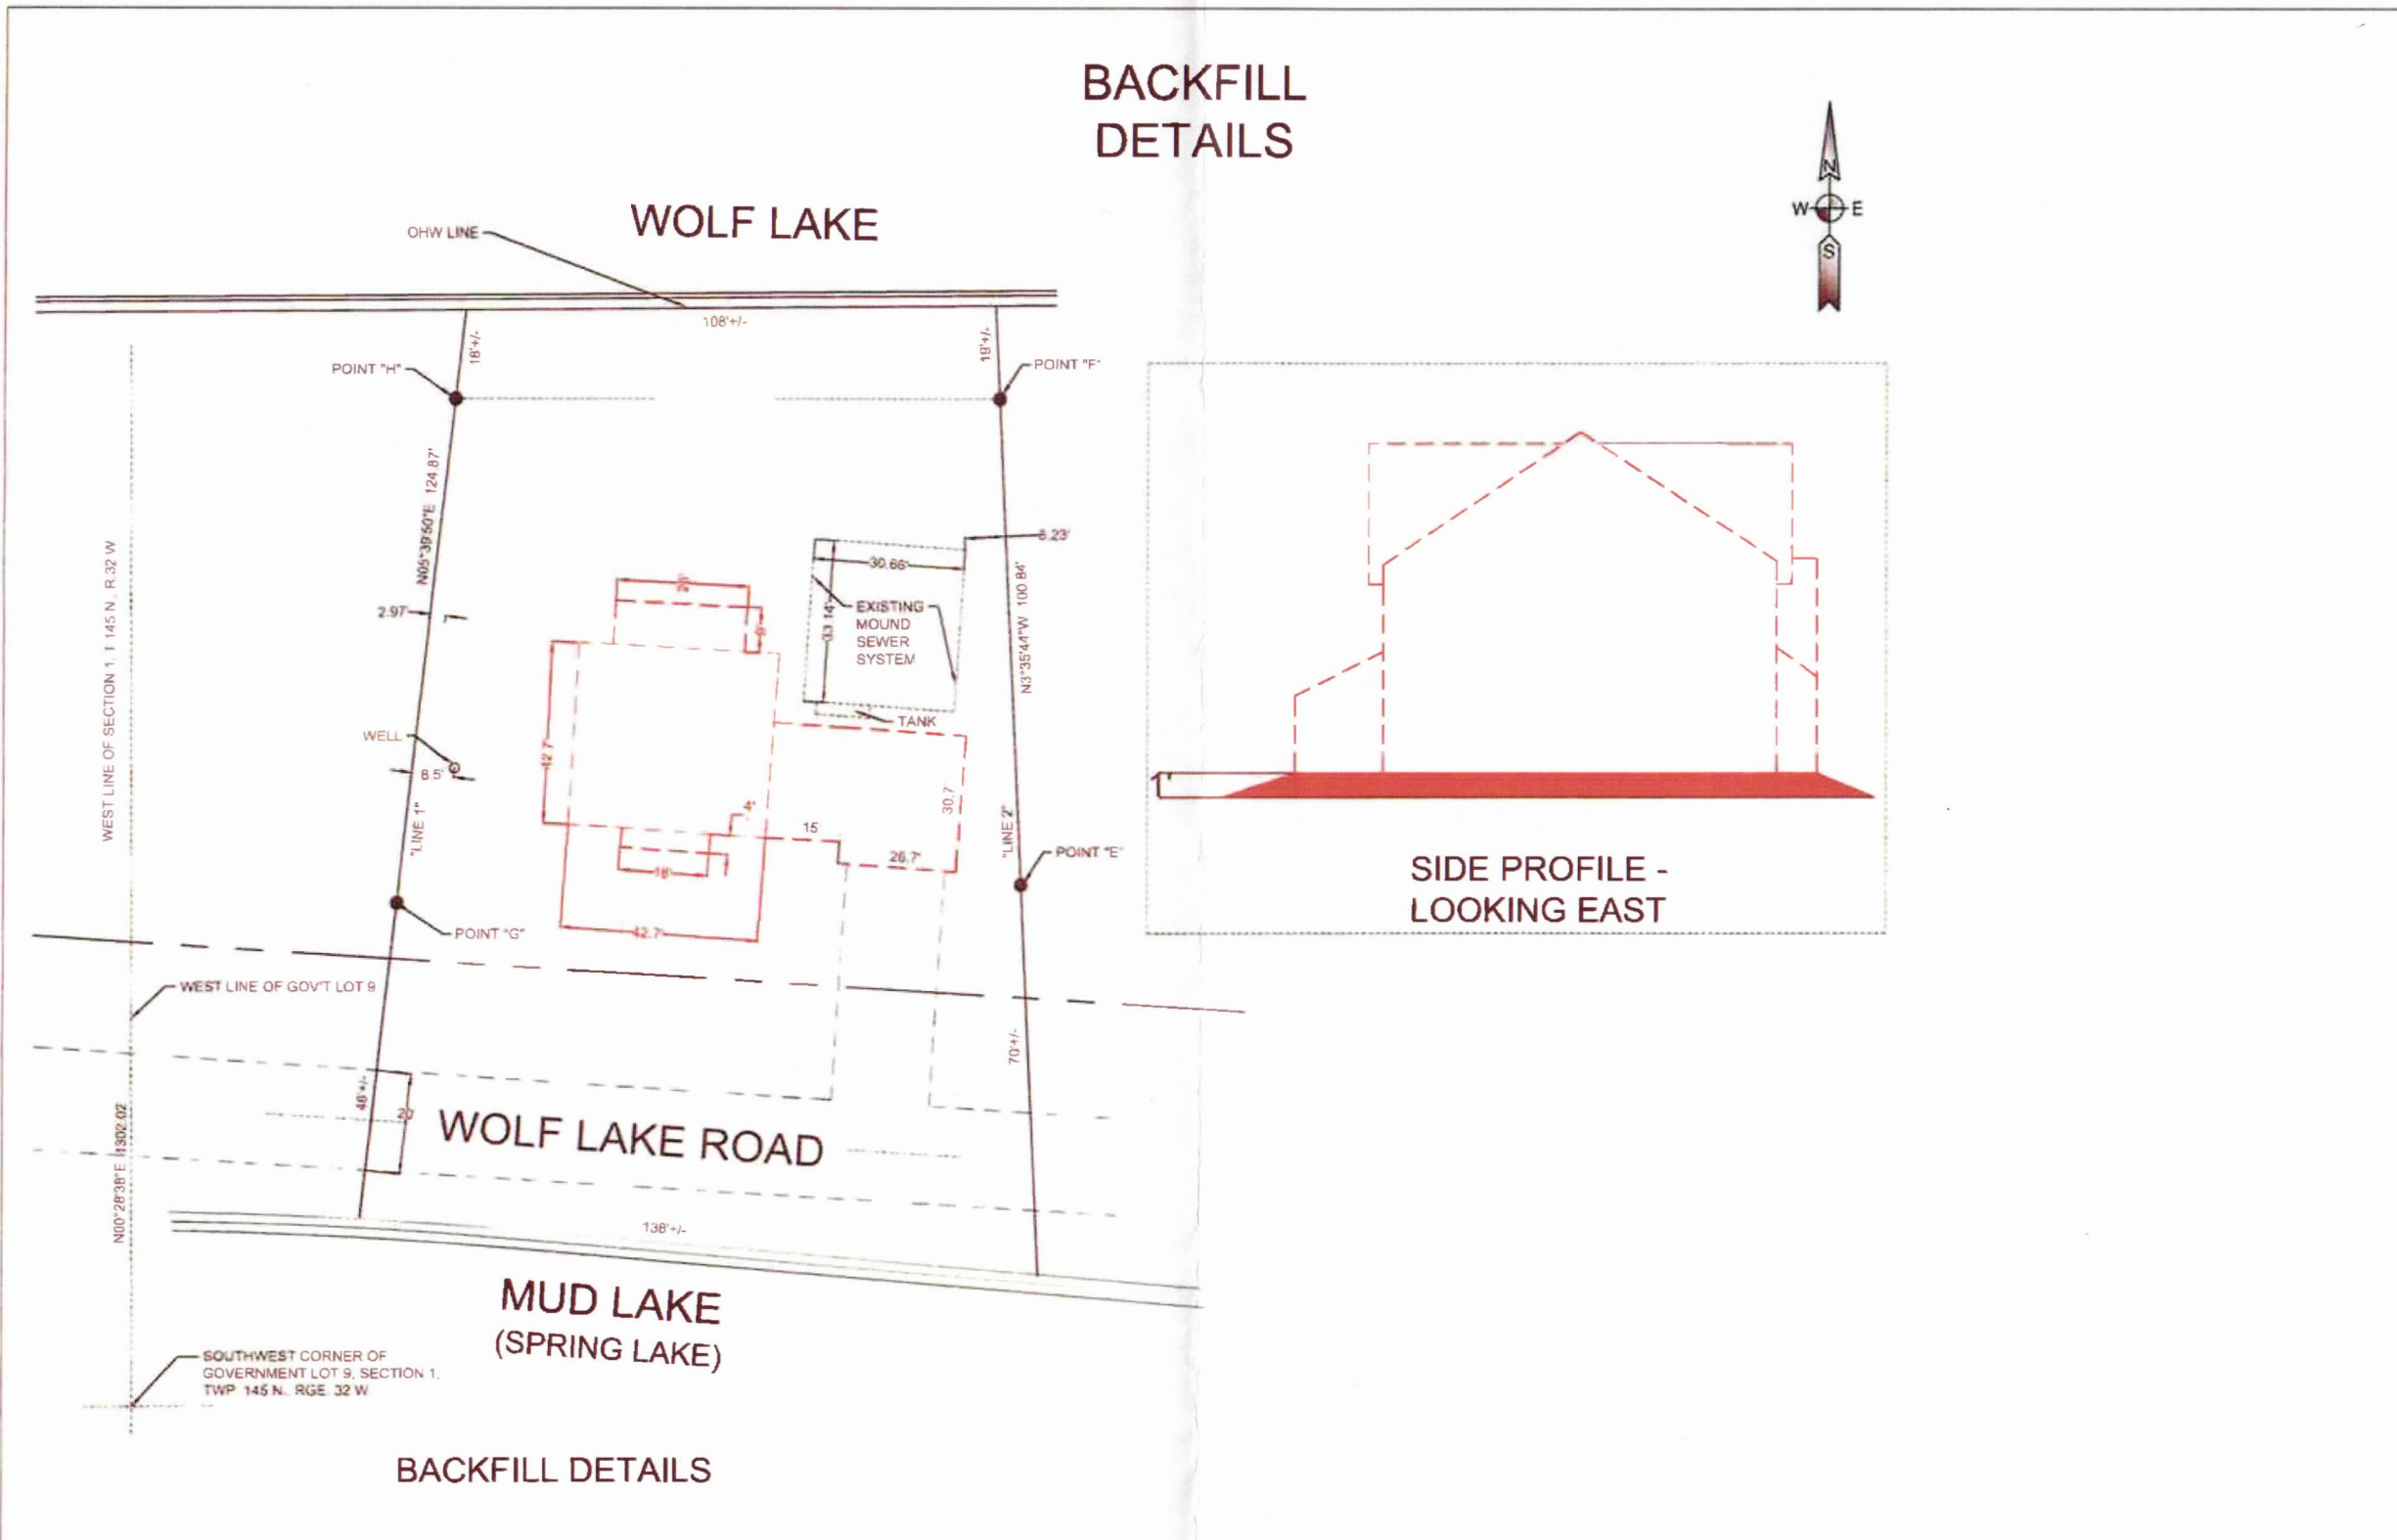 BACKFILL
DETAILS
N
W
E
S
WOLF LAKE
OHW LINE
108'+/-
18'+/-
19'+/-
POINT "H"
POINT "F"
N05°39'50"E 124.87'
WEST LINE OF SECTION 1, T 145 N., R.32 W
2.97'
30.66'
33.14'
EXISTING
MOUND
SEWER
SYSTEM
TANK
N3°35'44"W 100.84'
WELL
8.5'
42.7'
30.7
4'
15
26.7'
18'
42.7'
"LINE 1"
"LINE 2"
POINT "E"
POINT "G"
SIDE PROFILE -
LOOKING EAST
WEST LINE OF GOV'T LOT 9
70'+/-
20'
WOLF LAKE ROAD
N00°28'38"E 1302.02
138'+/-
MUD LAKE
(SPRING LAKE)
SOUTHWEST CORNER OF
GOVERNMENT LOT 9, SECTION 1,
TWP. 145 N., RGE. 32 W
BACKFILL DETAILS